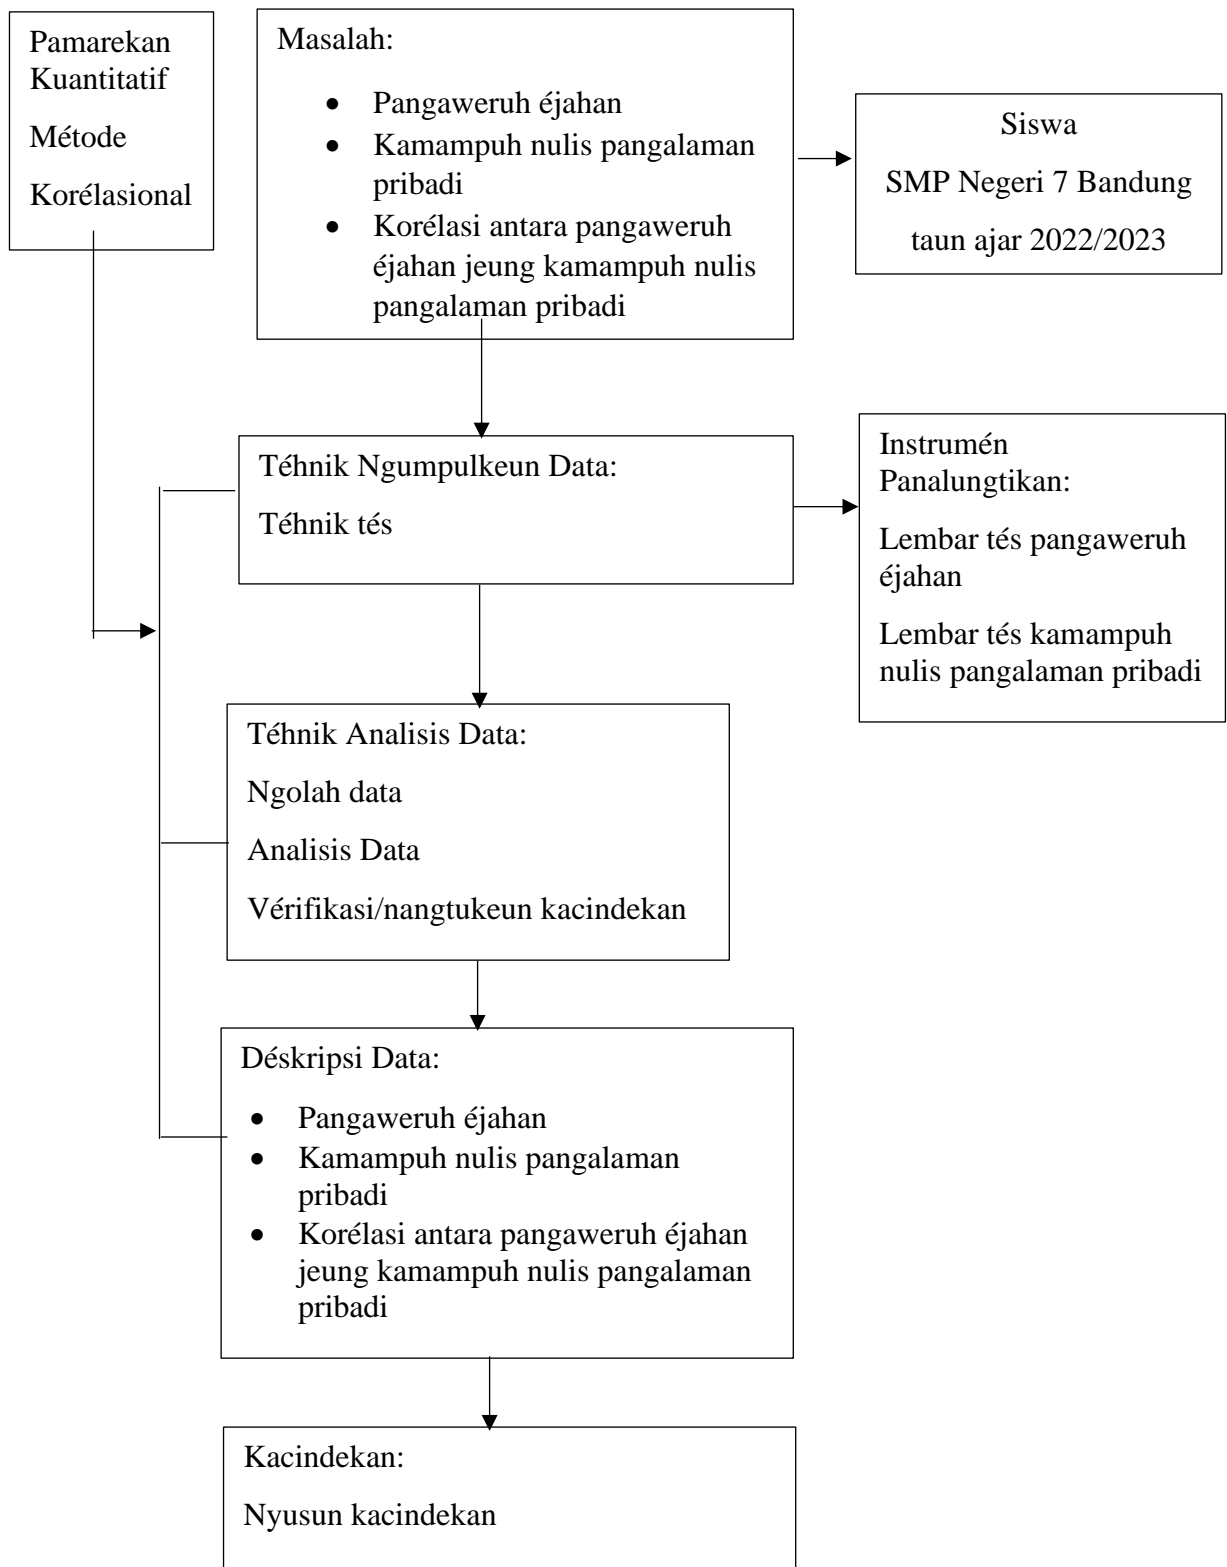 Pamarekan
Kuantitatif
Métode
Korélasional
Masalah:
• Pangaweruh éjahan
• Kamampuh nulis pangalaman
pribadi
• Korélasi antara pangaweruh
éjahan jeung kamampuh nulis
pangalaman pribadi
Siswa
SMP Negeri 7 Bandung
taun ajar 2022/2023
Téhnik Ngumpulkeun Data:
Téhnik tés
Instrumén
Panalungtikan:
Lembar tés pangaweruh
éjahan
Lembar tés kamampuh
nulis pangalaman pribadi
Téhnik Analisis Data:
Ngolah data
Analisis Data
Vérifikasi/nangtukeun kacindekan
Déskripsi Data:
• Pangaweruh éjahan
• Kamampuh nulis pangalaman
pribadi
• Korélasi antara pangaweruh éjahan
jeung kamampuh nulis pangalaman
pribadi
Kacindekan:
Nyusun kacindekan